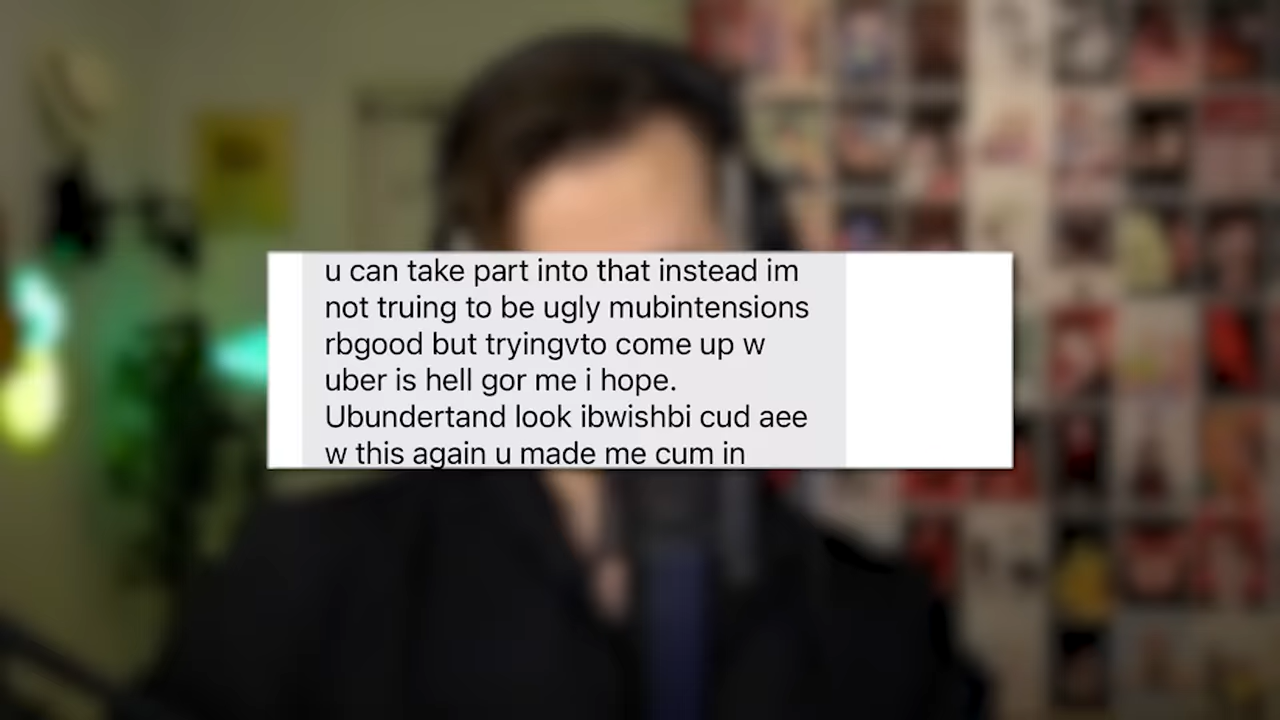 u can take part into that instead im
not truing to be ugly mubintensions
rbgood but tryingvto come up w
uber is hell gor me i hope.
Ubundertand look ibwishbi cud aee
w this again u made me cum in